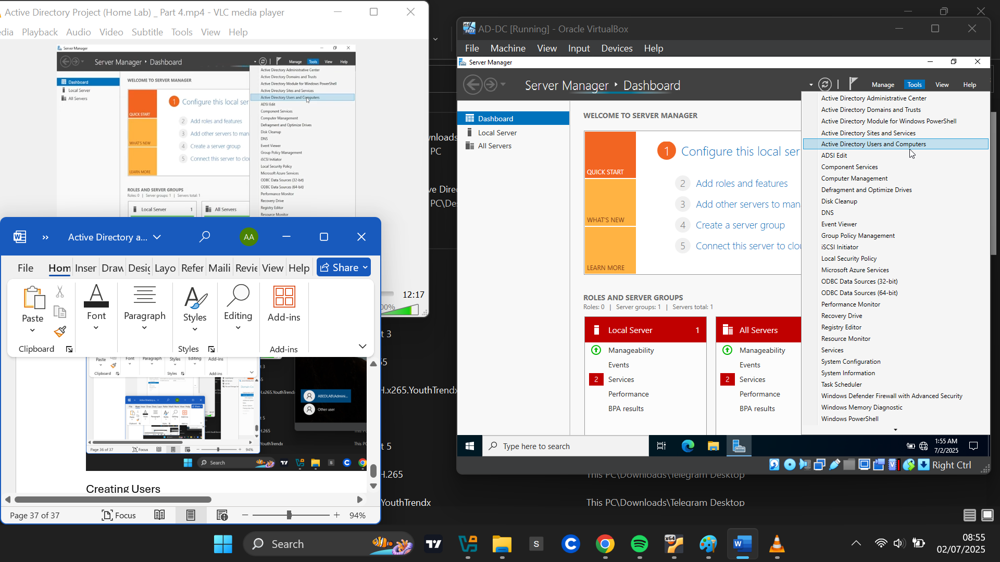 Active Directory Project (Home Lab) _ Part 4.mp4 - VLC media player
Playback Audio Video Subtitle Tools View Help
Server Manager
Server Manager • Dashboard
Manage Tools View Help
Dashboard
Local Server
All Servers
WELCOME TO SERVER MANAGER
QUICK START
WHAT'S NEW
LEARN MORE
1 Configure this local ser
2 Add roles and features
3 Add other servers to man
4 Create a server group
5 Connect this server to clou
ROLES AND SERVER GROUPS
Roles: 0 | Server groups: 1 | Servers total: 1
Local Server 1
All Servers
Active Directory Administrative Center
Active Directory Domains and Trusts
Active Directory Module for Windows PowerShell
Active Directory Sites and Services
Active Directory Users and Computers
ADSI Edit
Component Services
Computer Management
Defragment and Optimize Drives
Disk Cleanup
DNS
Event Viewer
Group Policy Management
iSCSI Initiator
Local Security Policy
Microsoft Azure Services
ODBC Data Sources (32-bit)
ODBC Data Sources (64-bit)
Performance Monitor
Recovery Drive
Registry Editor
Resource Monitor
12:17
Active Directory a...
AA
File Hom Inser Draw Desig Layo Refer Maili Revie View Help Share
Paste
Font
Paragraph
Styles
Editing
Add-ins
Clipboard
Styles
Add-ins
Paste Font Paragraph Styles Editing Add-ins
Clipboard Styles Add-ins
Active Directory a...
ABEDLAB\Admini...
Other user
Page 36 of 37
Focus
94%
Search
Creating Users
Page 37 of 37
Focus
94%
PC
t 3
t 5
H.265
YouthTrendx
This PC\Downloads\Telegram Desktop
This PC\Downloads\Telegram Desktop
AD-DC [Running] - Oracle VirtualBox
File Machine View Input Devices Help
Server Manager
Server Manager • Dashboard
Manage Tools View Help
Dashboard
Local Server
All Servers
WELCOME TO SERVER MANAGER
QUICK START
WHAT'S NEW
LEARN MORE
1 Configure this local ser
2 Add roles and features
3 Add other servers to man
4 Create a server group
5 Connect this server to clou
ROLES AND SERVER GROUPS
Roles: 0 | Server groups: 1 | Servers total: 1
Local Server 1
Manageability
Events
2 Services
Performance
BPA results
All Servers
Manageability
Events
2 Services
Performance
BPA results
Active Directory Administrative Center
Active Directory Domains and Trusts
Active Directory Module for Windows PowerShell
Active Directory Sites and Services
Active Directory Users and Computers
ADSI Edit
Component Services
Computer Management
Defragment and Optimize Drives
Disk Cleanup
DNS
Event Viewer
Group Policy Management
iSCSI Initiator
Local Security Policy
Microsoft Azure Services
ODBC Data Sources (32-bit)
ODBC Data Sources (64-bit)
Performance Monitor
Recovery Drive
Registry Editor
Resource Monitor
Services
System Configuration
System Information
Task Scheduler
Windows Defender Firewall with Advanced Security
Windows Memory Diagnostic
Windows PowerShell
Type here to search
1:55 AM
7/2/2025
Right Ctrl
Search
08:55
02/07/2025